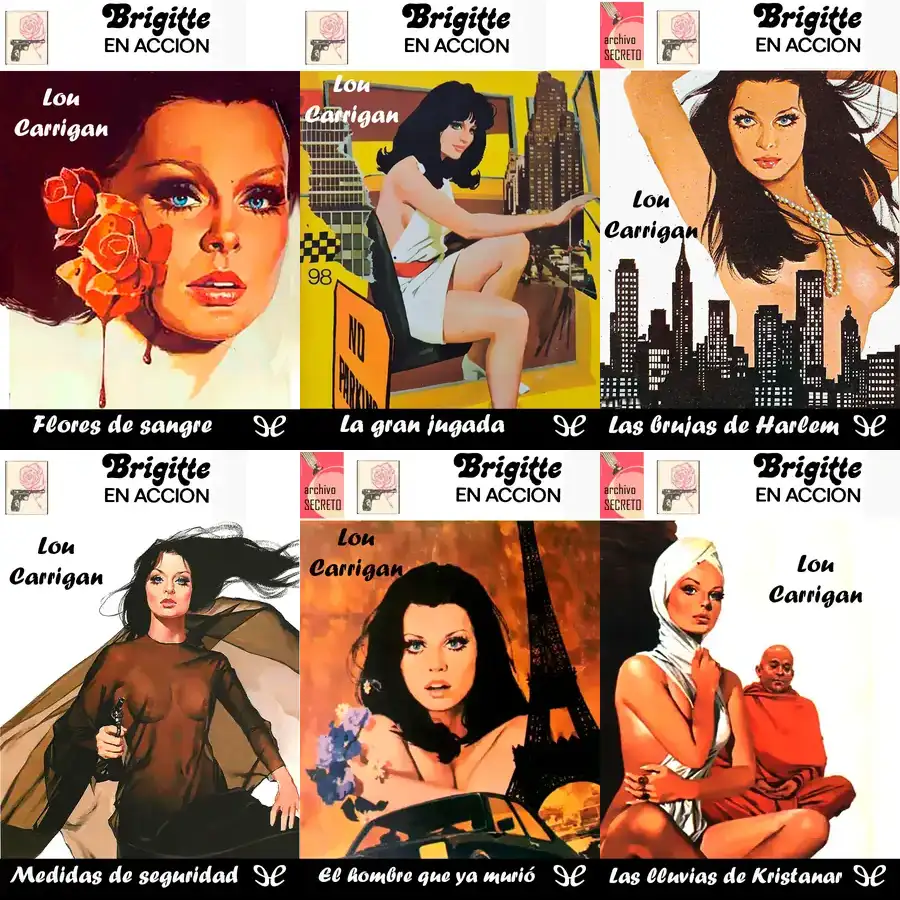 Brigitte
EN ACCION
Lou
Carrigan
Flores de sangre
Brigitte
EN ACCION
Lou
Carrigan
98
NO
PARKING
La gran jugada
archivo
SECRETO
Brigitte
EN ACCION
Lou
Carrigan
Las brujas de Harlem
Brigitte
EN ACCION
Lou
Carrigan
Medidas de seguridad
archivo
SECRETO
Brigitte
EN ACCION
Lou
Carrigan
El hombre que ya murió
archivo
SECRETO
Brigitte
EN ACCION
Lou
Carrigan
Las lluvias de Kristanar